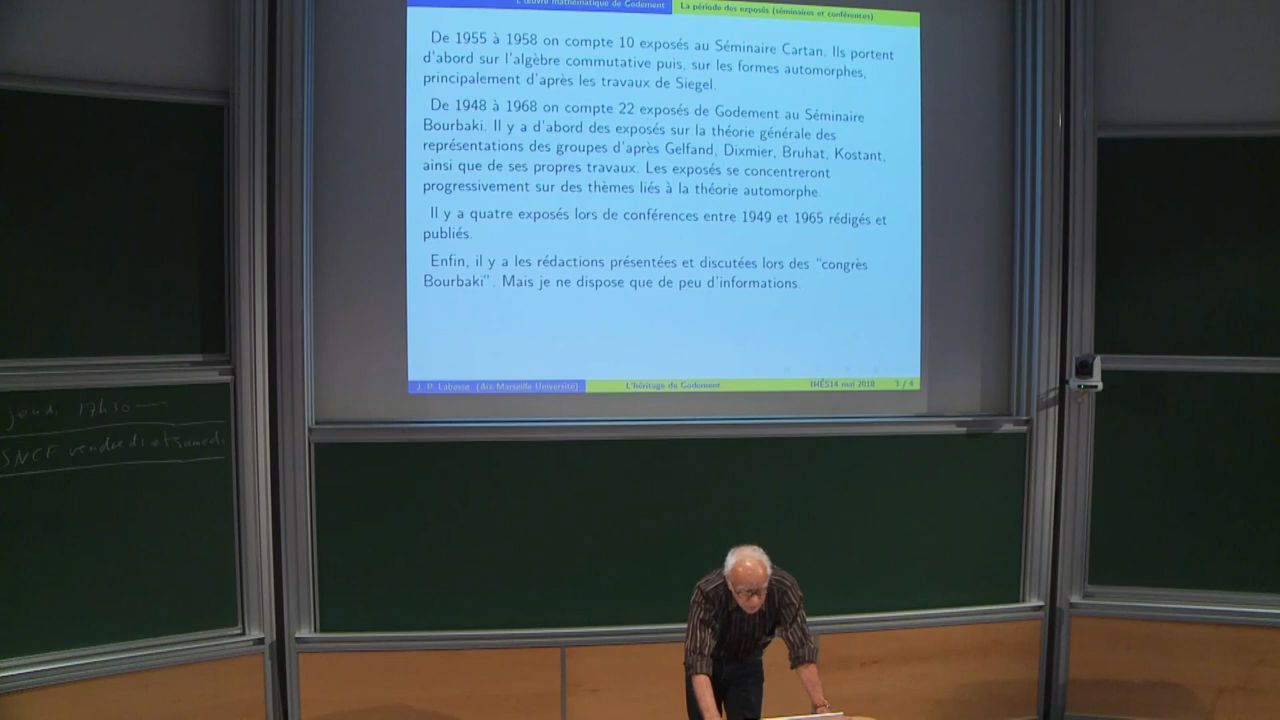 L'œuvre mathématique de Godement
La période des exposés (séminaires et conférences)
De 1955 à 1958 on compte 10 exposés au Séminaire Cartan. Ils portent
d'abord sur l'algèbre commutative puis, sur les formes automorphes,
principalement d'après les travaux de Siegel.
De 1948 à 1968 on compte 22 exposés de Godement au Séminaire
Bourbaki. Il y a d'abord des exposés sur la théorie générale des
représentations des groupes d'après Gelfand, Dixmier, Bruhat, Kostant,
ainsi que de ses propres travaux. Les exposés se concentreront
progressivement sur des thèmes liés à la théorie automorphe.
Il y a quatre exposés lors de conférences entre 1949 et 1965 rédigés et
publiés.
Enfin, il y a les rédactions présentées et discutées lors des "congrès
Bourbaki". Mais je ne dispose que de peu d'informations.
J. P. Labesse (Aix Marseille Université)
L'héritage de Godement
IHÉS 14 mai 2018
3 / 4
jeudi 17h30 —
SNCF vendredi et samedi